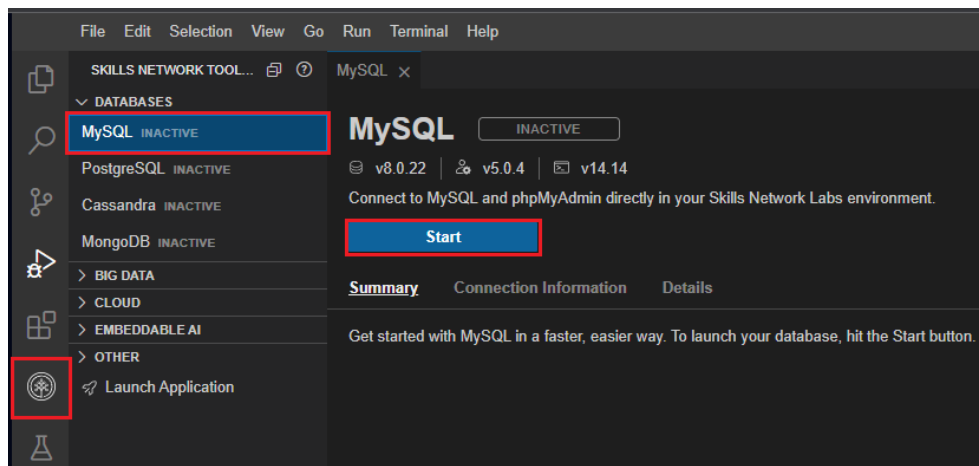 File Edit Selection View Go Run Terminal Help
SKILLS NETWORK TOOL...
DATABASES
MySQL INACTIVE
PostgreSQL INACTIVE
Cassandra INACTIVE
MongoDB INACTIVE
BIG DATA
CLOUD
EMBEDDABLE AI
OTHER
Launch Application
MySQL
MySQL INACTIVE
v8.0.22 v5.0.4 v14.14
Connect to MySQL and phpMyAdmin directly in your Skills Network Labs environment.
Start
Summary Connection Information Details
Get started with MySQL in a faster, easier way. To launch your database, hit the Start button.